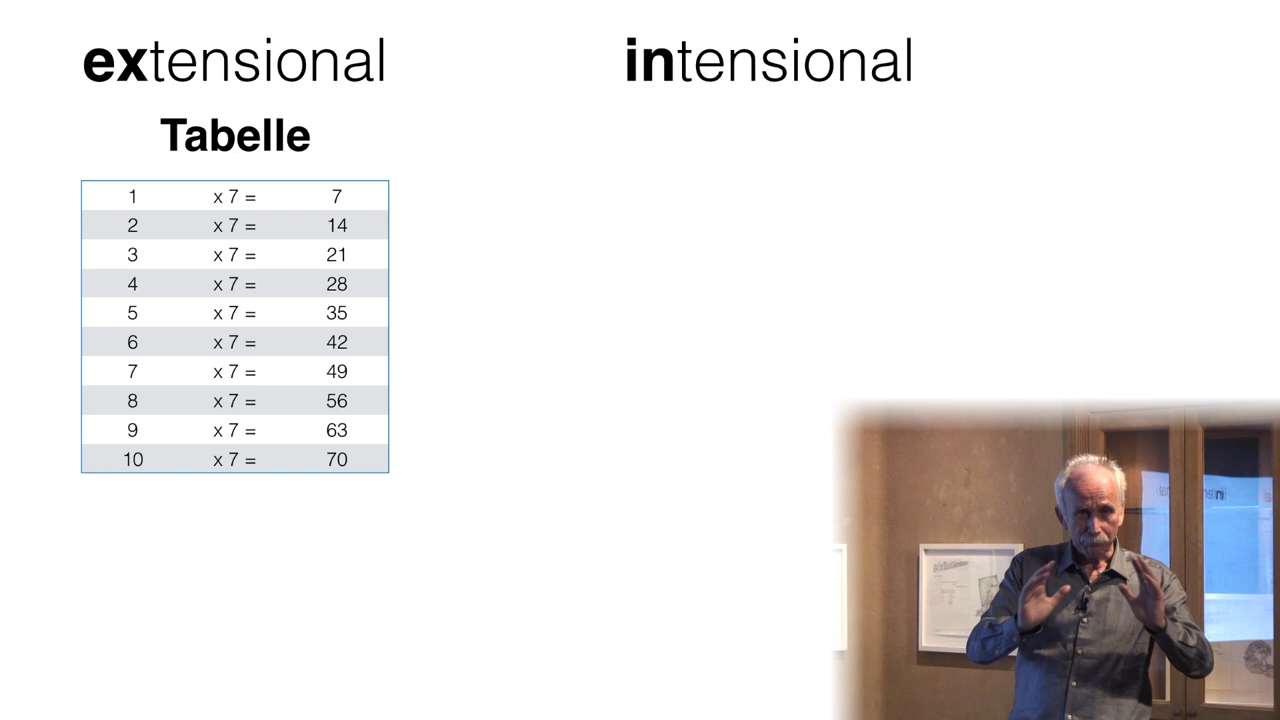 extensional
intensional
Tabelle
1 x 7 = 7
2 x 7 = 14
3 x 7 = 21
4 x 7 = 28
5 x 7 = 35
6 x 7 = 42
7 x 7 = 49
8 x 7 = 56
9 x 7 = 63
10 x 7 = 70